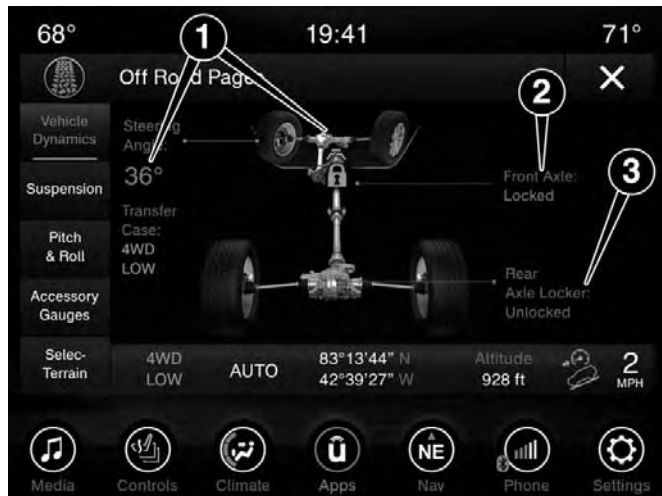 68°
19:41
71°
1
Off Road Pages
X
2
3
Vehicle
Dynamics
Steering
Angle:
36°
Front Axle:
Locked
Suspension
Transfer
Case:
4WD
LOW
Pitch
& Roll
Accessory
Gauges
Rear
Axle Locker:
Unlocked
Selec-
Terrain
4WD
LOW
AUTO
83°13'44" N
42°39'27" W
Altitude
928 ft
2
MPH
û
NE
Media
Controls
Climate
Apps
Nav
Phone
Settings